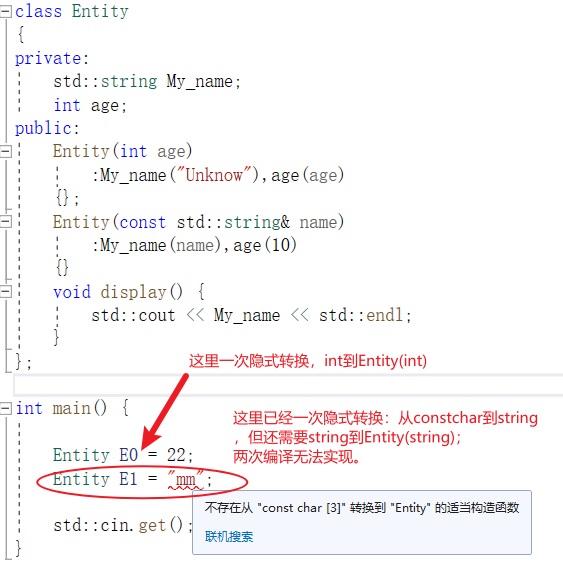 class Entity
{
private:
std::string My_name;
int age;
public:
Entity(int age)
:My_name("Unknow"),age(age)
{};
Entity(const std::string& name)
:My_name(name),age(10)
{}
void display() {
std::cout << My_name << std::endl;
}
};
这里一次隐式转换，int到Entity(int)
int main() {
这里已经一次隐式转换：从constchar到string
，但还需要string到Entity(string)；
两次编译无法实现。
Entity E0 = 22;
Entity E1 = "mm";
不存在从 "const char [3]" 转换到 "Entity" 的适当构造函数
std::cin.get();
联机搜索
}